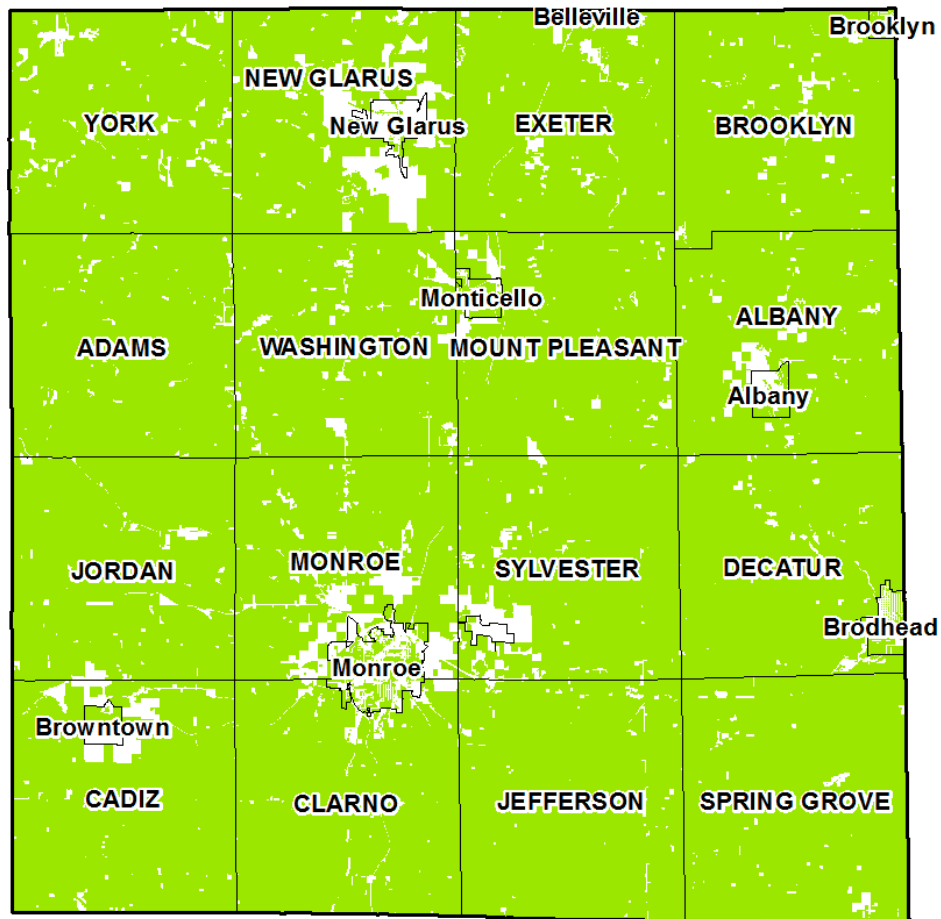 Belleville
Brooklyn
NEW GLARUS
YORK
New Glarus
EXETER
BROOKLYN
Monticello
ALBANY
ADAMS
WASHINGTON
MOUNT PLEASANT
Albany
JORDAN
MONROE
SYLVESTER
DECATUR
Brodhead
Monroe
Browntown
CADIZ
CLARNO
JEFFERSON
SPRING GROVE